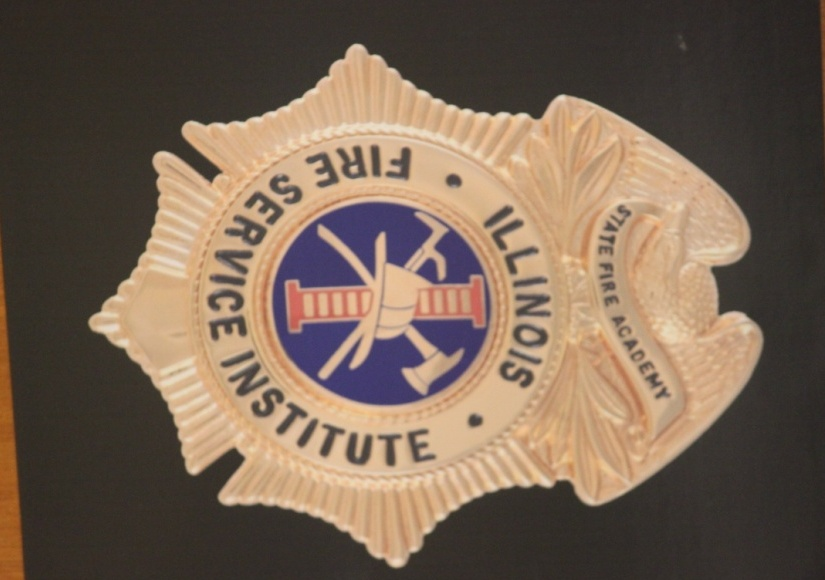 STATE FIRE ACADEMY
ILLINOIS
FIRE SERVICE INSTITUTE